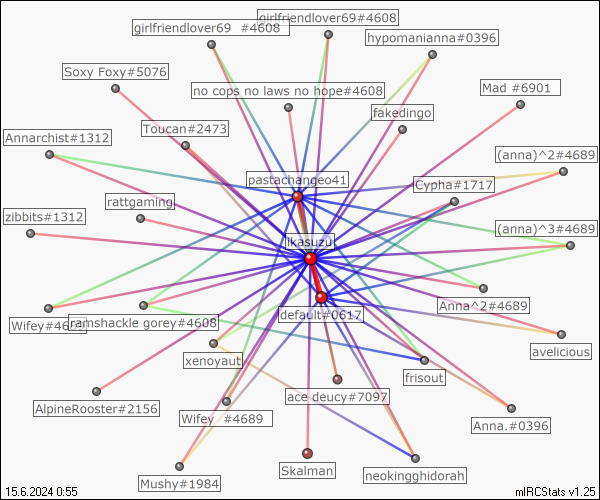 girlfriendlover69   #4608
girlfriendlover69#4608
hypomanianna#0396
Soxy Foxy#5076
no cops no laws no hope#4608
Mad #6901
fakedingo
Toucan#2473
Annarchist#1312
(anna)^2#4689
pastachangeo41
Cypha#1717
rattgaming
zibbits#1312
(anna)^3#4689
likasuzu
Anna^2#4689
default#0617
ramshackle gorey#4608
avelicious
xenoyaut
frisout
ace deucy#7097
AlpineRooster#2156
Wifey   #4689
Anna.#0396
Skalman
neokingghidorah
Mushy#1984
15.6.2024 0:55
mIRCStats v1.25